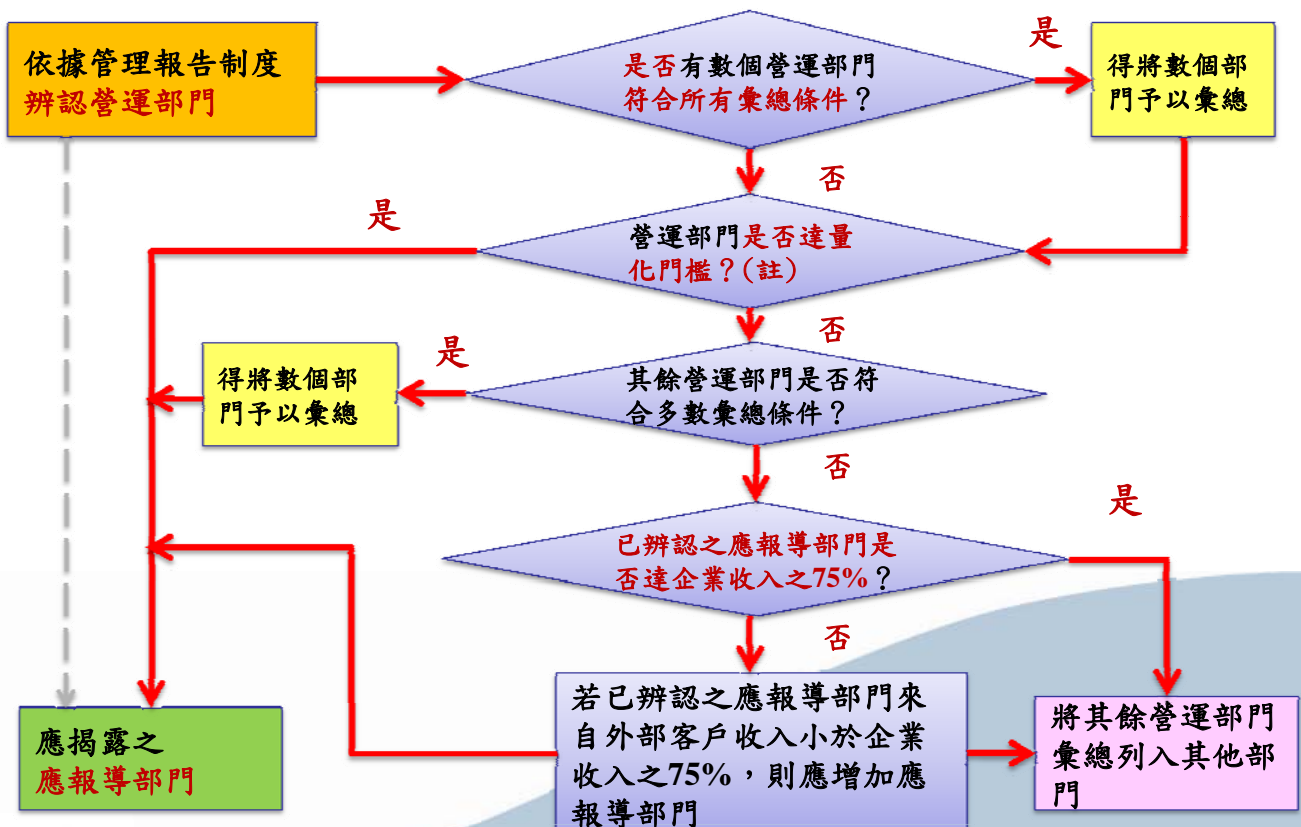 依據管理報告制度
辨認營運部門
是否有數個營運部門
符合所有彙總條件？
是
得將數個部
門予以彙總
否
是
營運部門是否達量
化門檻？(註)
否
是
得將數個部
門予以彙總
其餘營運部門是否符
合多數彙總條件？
否
是
已辨認之應報導部門是
否達企業收入之75%？
否
應揭露之
應報導部門
若已辨認之應報導部門來
自外部客戶收入小於企業
收入之75%，則應增加應
報導部門
將其餘營運部門
彙總列入其他部
門